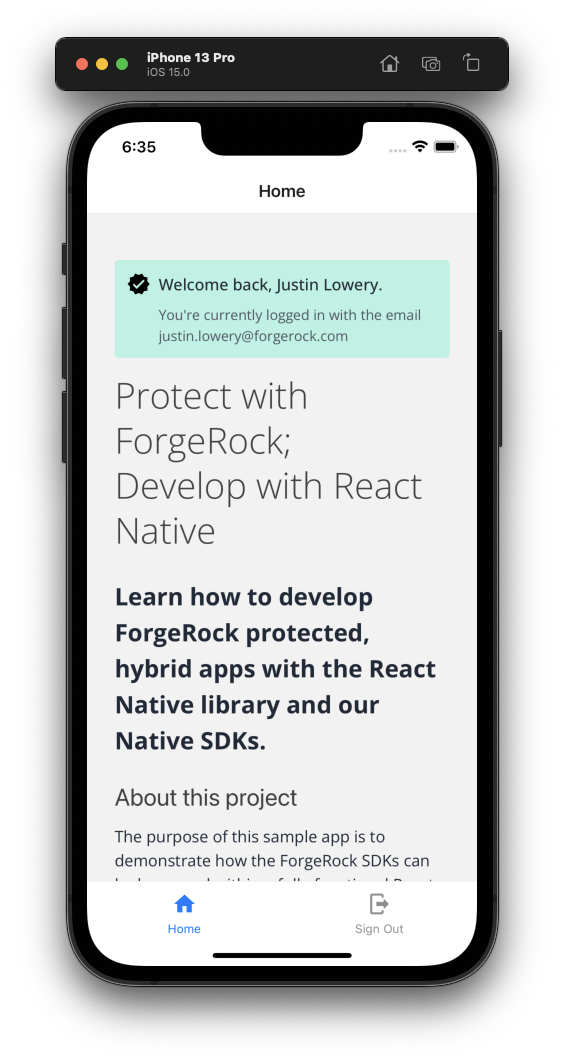 iPhone 13 Pro
iOS 15.0
6:35
Home
Welcome back, Justin Lowery.
You're currently logged in with the email
justin.lowery@forgerock.com
Protect with
ForgeRock;
Develop with React
Native
Learn how to develop
ForgeRock protected,
hybrid apps with the React
Native library and our
Native SDKs.
About this project
The purpose of this sample app is to
demonstrate how the ForgeRock SDKs can
Home
Sign Out